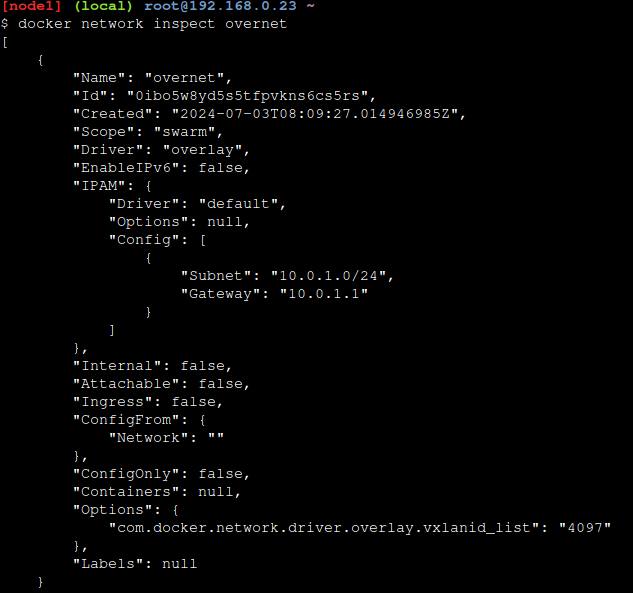 [node1] (local) root@192.168.0.23 ~
$ docker network inspect overnet
[
    {
        "Name": "overnet",
        "Id": "0ibo5w8yd5s5tfpvkns6cs5rs",
        "Created": "2024-07-03T08:09:27.014946985Z",
        "Scope": "swarm",
        "Driver": "overlay",
        "EnableIPv6": false,
        "IPAM": {
            "Driver": "default",
            "Options": null,
            "Config": [
                {
                    "Subnet": "10.0.1.0/24",
                    "Gateway": "10.0.1.1"
                }
            ]
        },
        "Internal": false,
        "Attachable": false,
        "Ingress": false,
        "ConfigFrom": {
            "Network": ""
        },
        "ConfigOnly": false,
        "Containers": null,
        "Options": {
            "com.docker.network.driver.overlay.vxlanid_list": "4097"
        },
        "Labels": null
    }